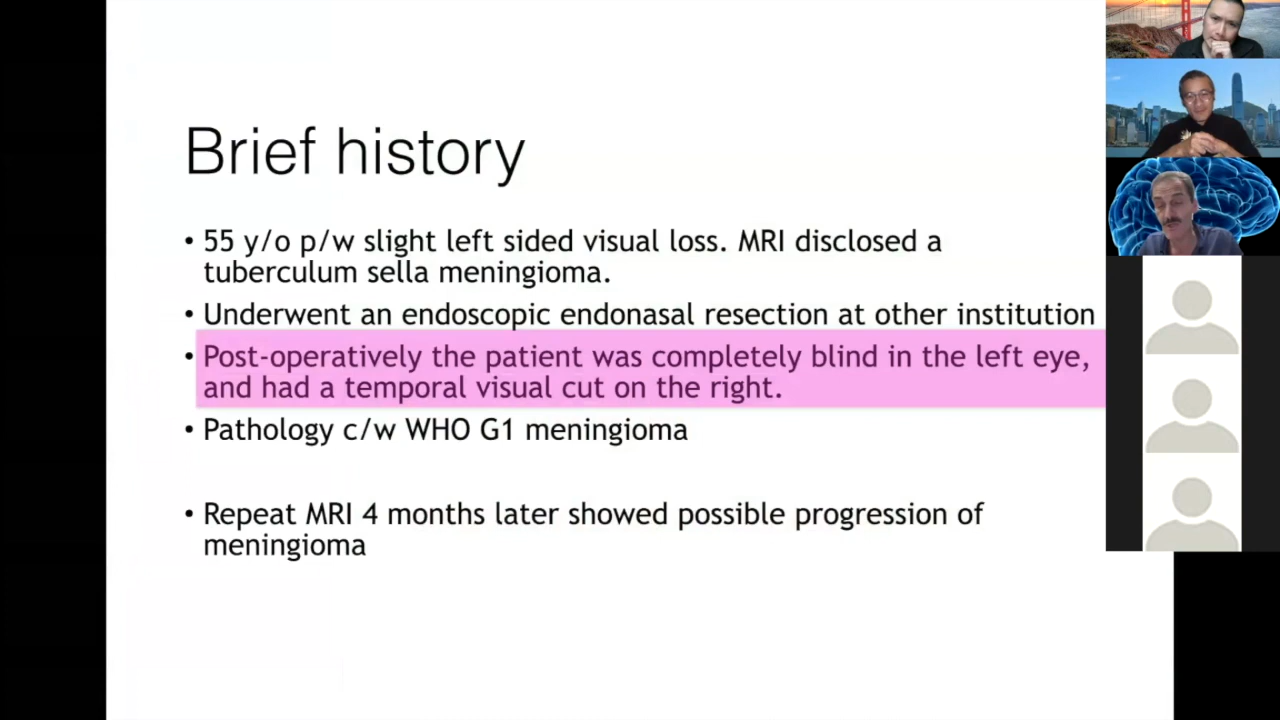 Brief history
• 55 y/o p/w slight left sided visual loss. MRI disclosed a
tuberculum sella meningioma.
• Underwent an endoscopic endonasal resection at other institution
• Post-operatively the patient was completely blind in the left eye,
and had a temporal visual cut on the right.
• Pathology c/w WHO G1 meningioma
• Repeat MRI 4 months later showed possible progression of
meningioma